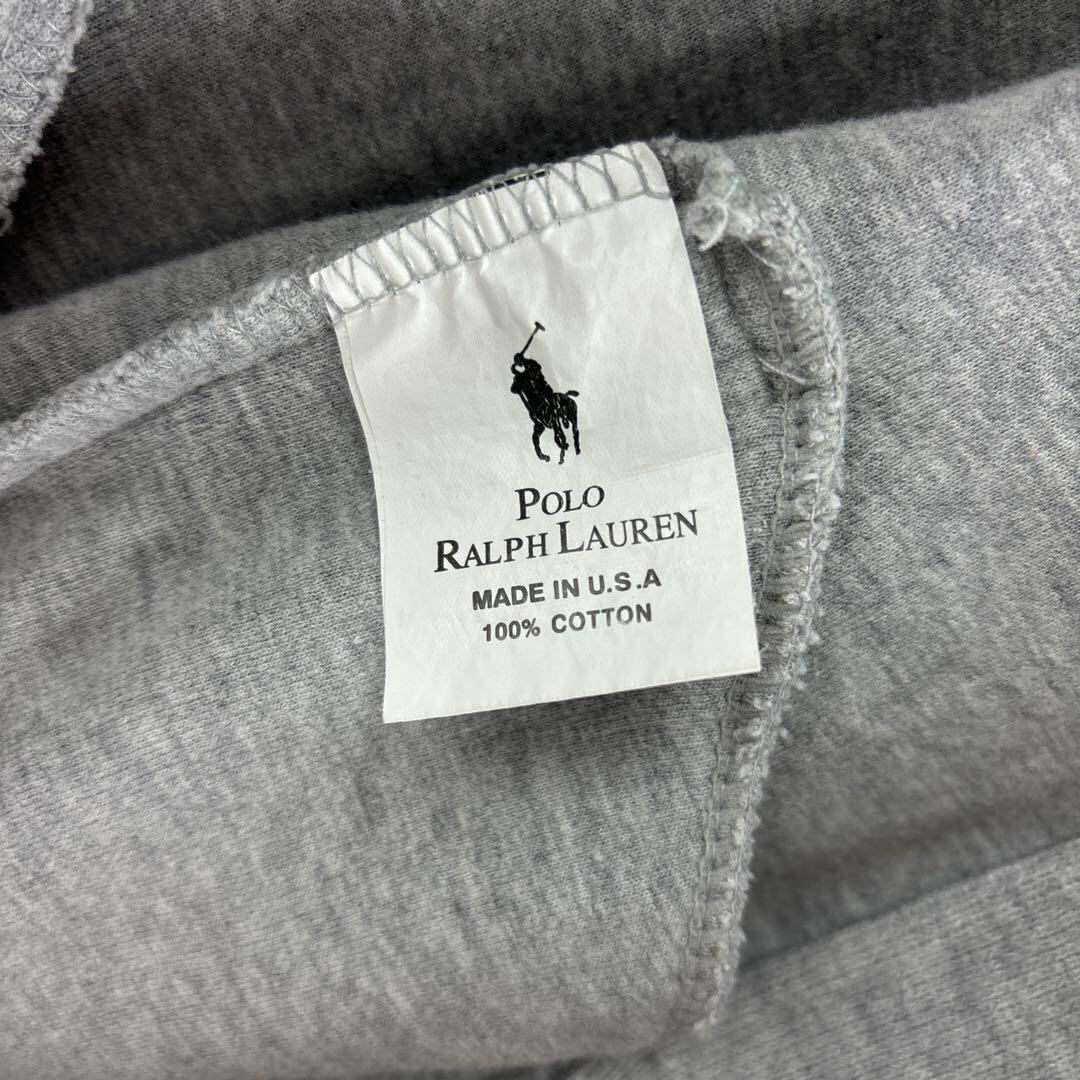 POLO
RALPH LAUREN
MADE IN U.S.A
100% COTTON